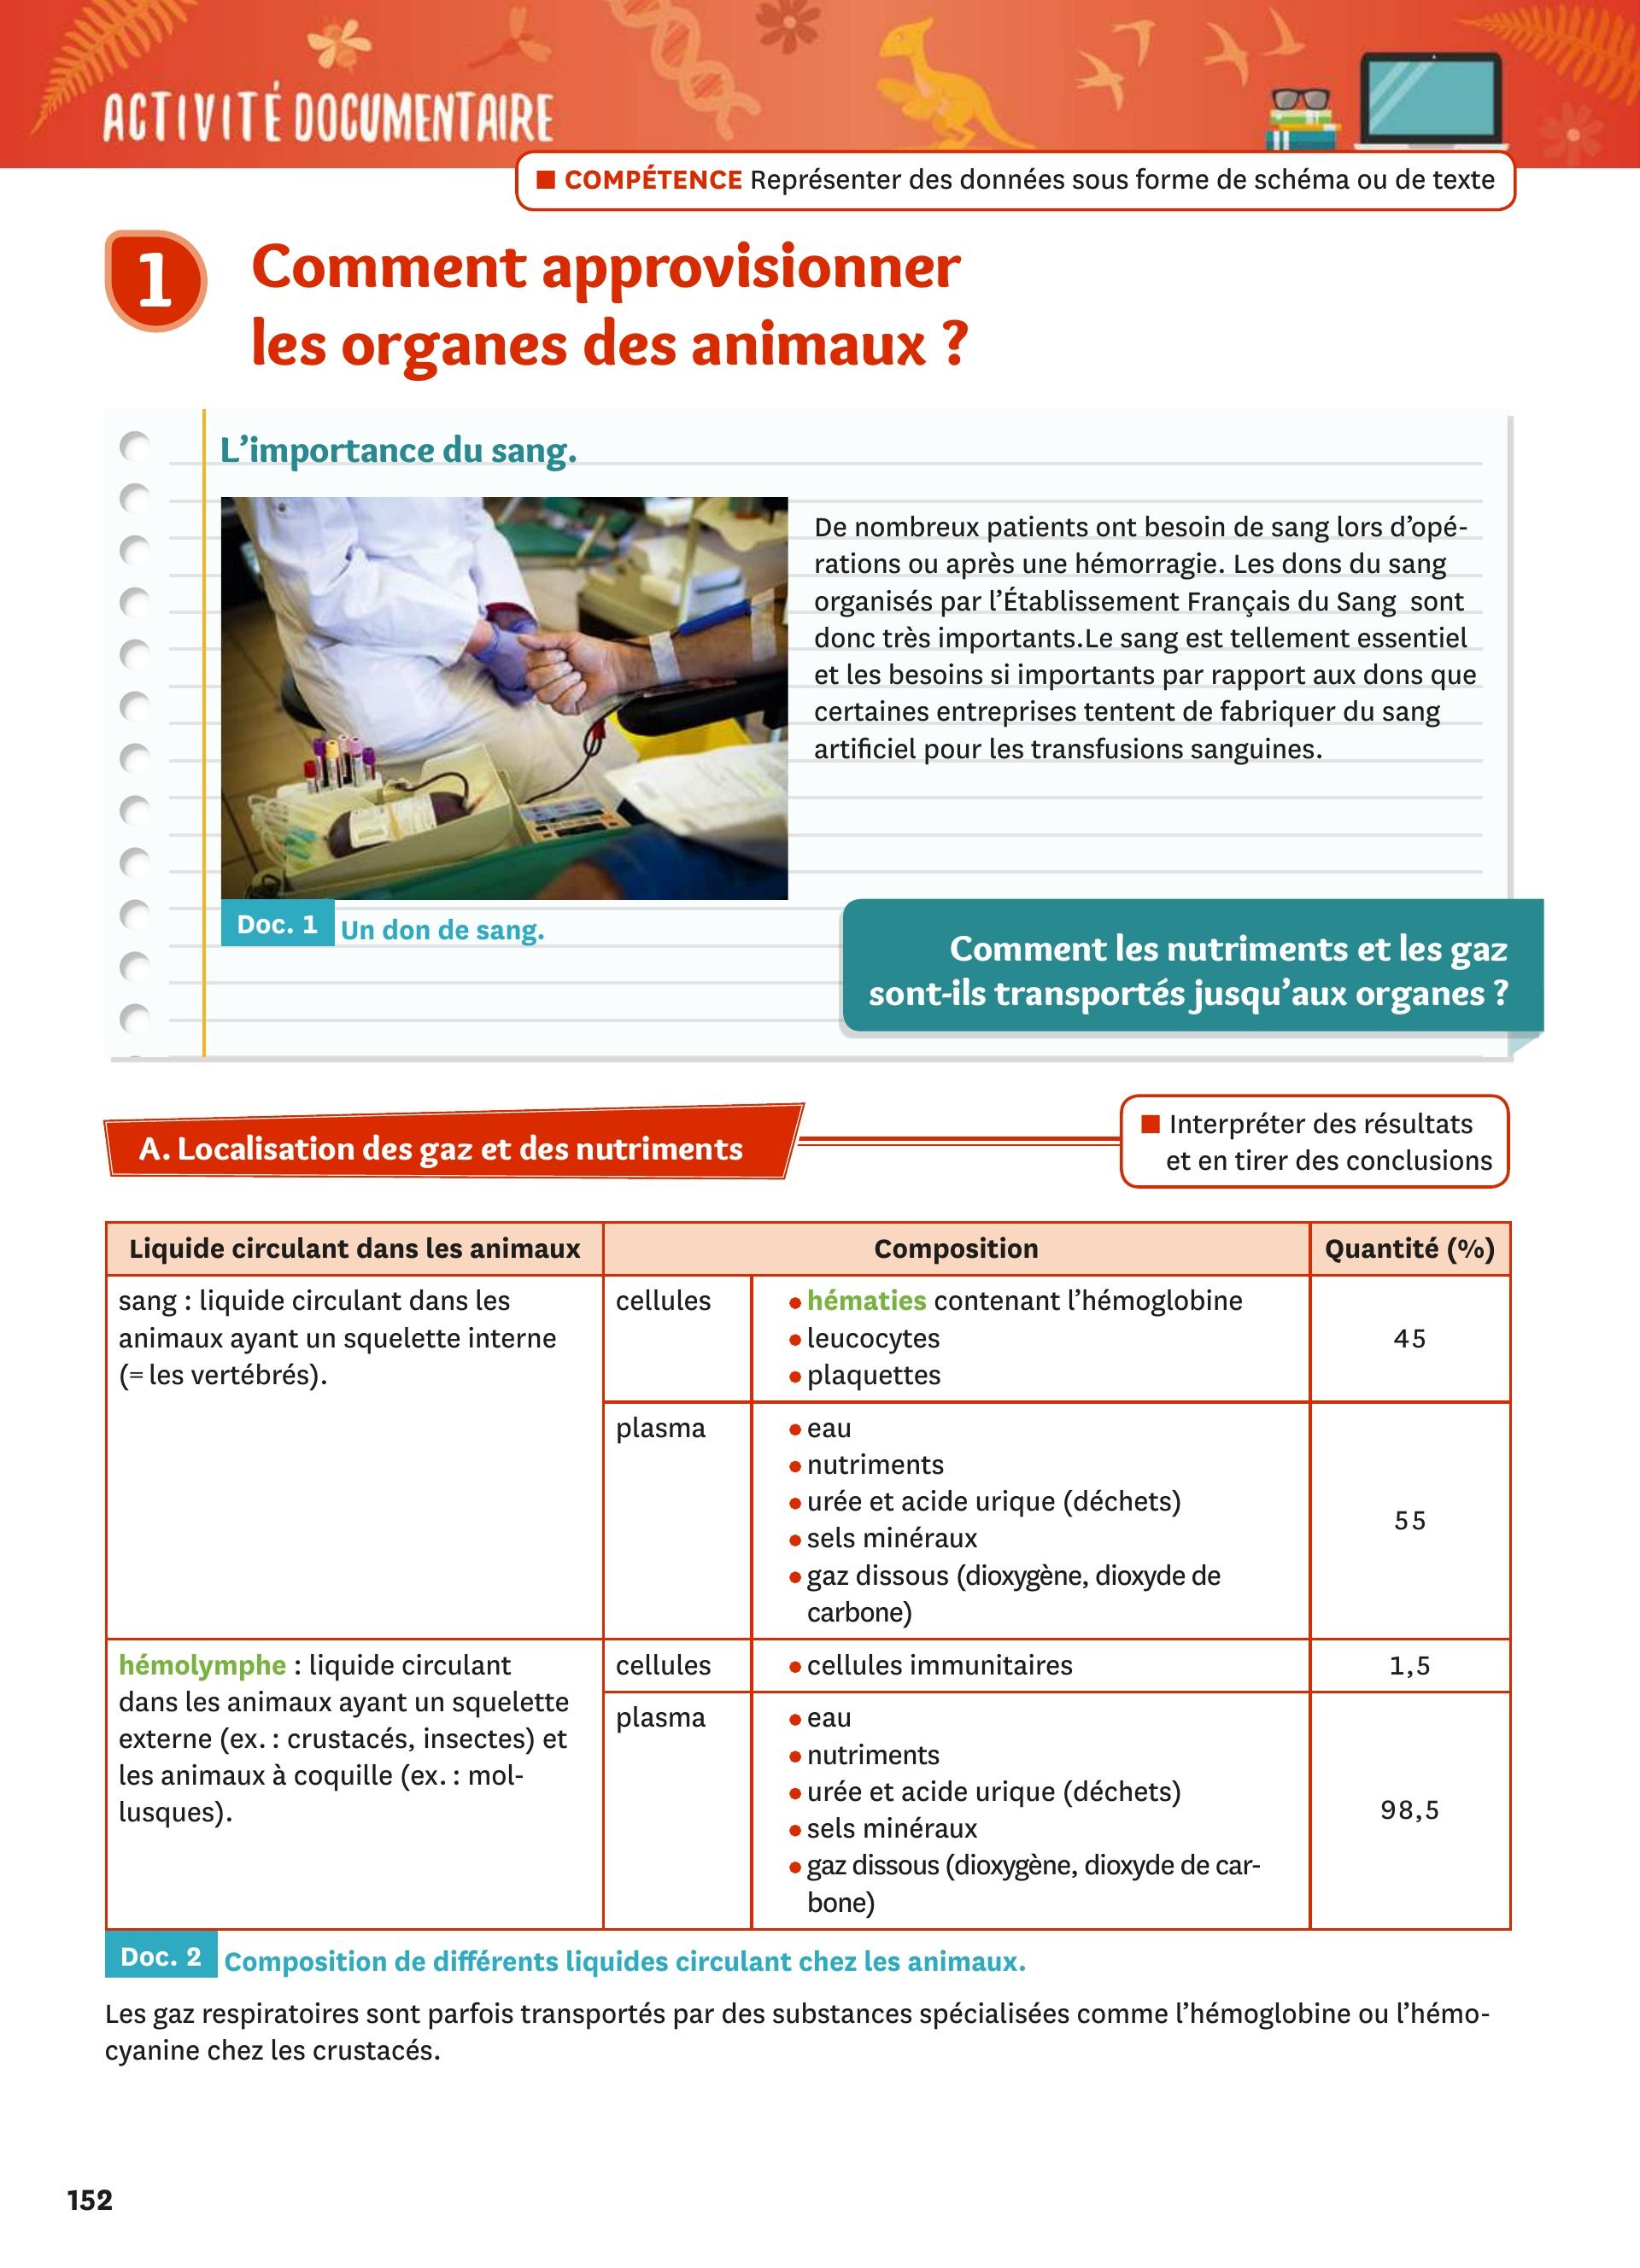 ACTIVITÉ DOCUMENTAIRE
■ COMPÉTENCE Représenter des données sous forme de schéma ou de texte
1
Comment approvisionner
les organes des animaux ?
L’importance du sang.
De nombreux patients ont besoin de sang lors d’opé-
rations ou après une hémorragie. Les dons du sang
organisés par l’Établissement Français du Sang sont
donc très importants.Le sang est tellement essentiel
et les besoins si importants par rapport aux dons que
certaines entreprises tentent de fabriquer du sang
artificiel pour les transfusions sanguines.
Doc. 1 Un don de sang.
Comment les nutriments et les gaz
sont-ils transportés jusqu’aux organes ?
A. Localisation des gaz et des nutriments
■ Interpréter des résultats
et en tirer des conclusions
Liquide circulant dans les animaux
Composition
Quantité (%)
sang : liquide circulant dans les
animaux ayant un squelette interne
(= les vertébrés).
cellules
• hématies contenant l’hémoglobine
• leucocytes
• plaquettes
45
plasma
• eau
• nutriments
• urée et acide urique (déchets)
• sels minéraux
• gaz dissous (dioxygène, dioxyde de
carbone)
55
hémolymphe : liquide circulant
dans les animaux ayant un squelette
externe (ex. : crustacés, insectes) et
les animaux à coquille (ex. : mol-
lusques).
cellules
• cellules immunitaires
1,5
plasma
• eau
• nutriments
• urée et acide urique (déchets)
• sels minéraux
• gaz dissous (dioxygène, dioxyde de car-
bone)
98,5
Doc. 2 Composition de différents liquides circulant chez les animaux.
Les gaz respiratoires sont parfois transportés par des substances spécialisées comme l’hémoglobine ou l’hémo-
cyanine chez les crustacés.
152